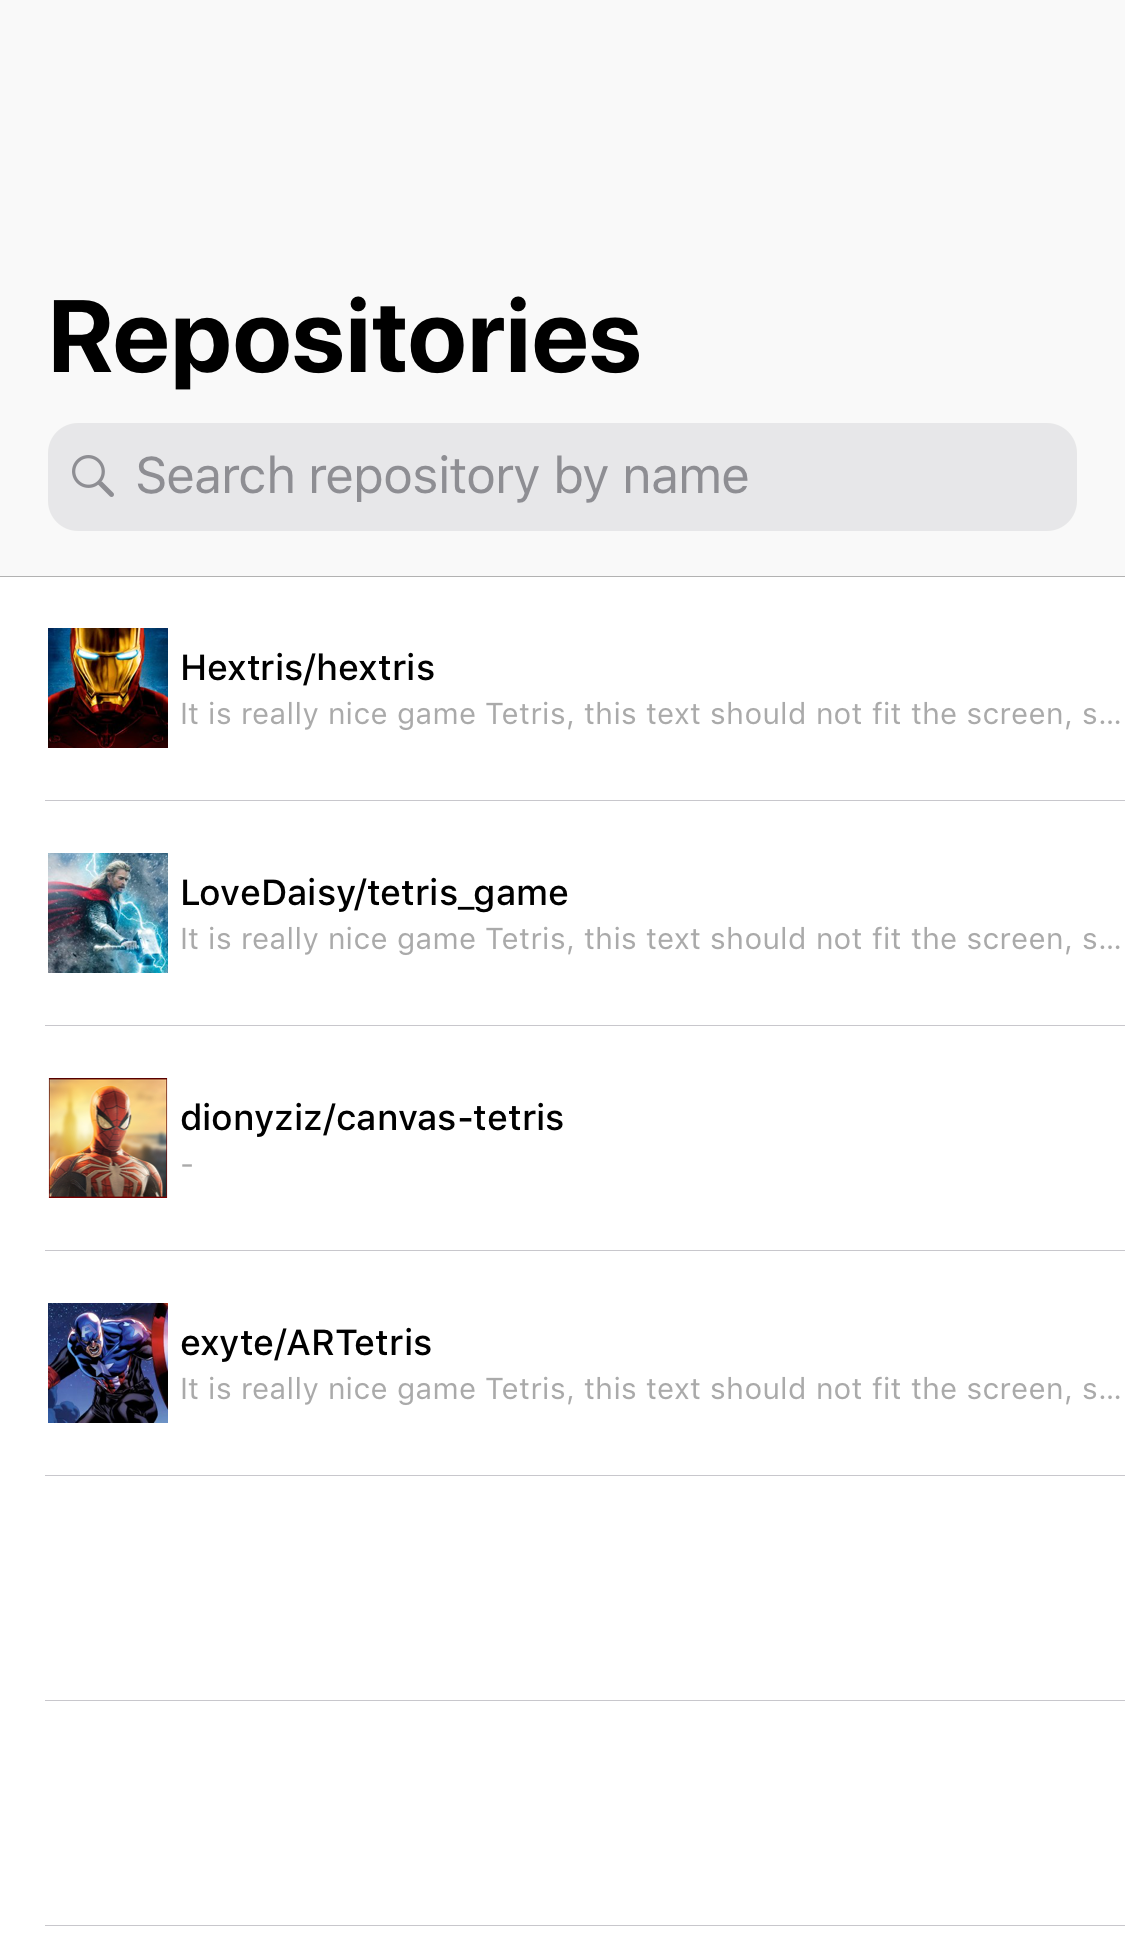 Repositories
Search repository by name
Hextris/hextris
It is really nice game Tetris, this text should not fit the screen, s...
LoveDaisy/tetris_game
It is really nice game Tetris, this text should not fit the screen, s...
dionyziz/canvas-tetris
-
exyte/ARTetris
It is really nice game Tetris, this text should not fit the screen, s...